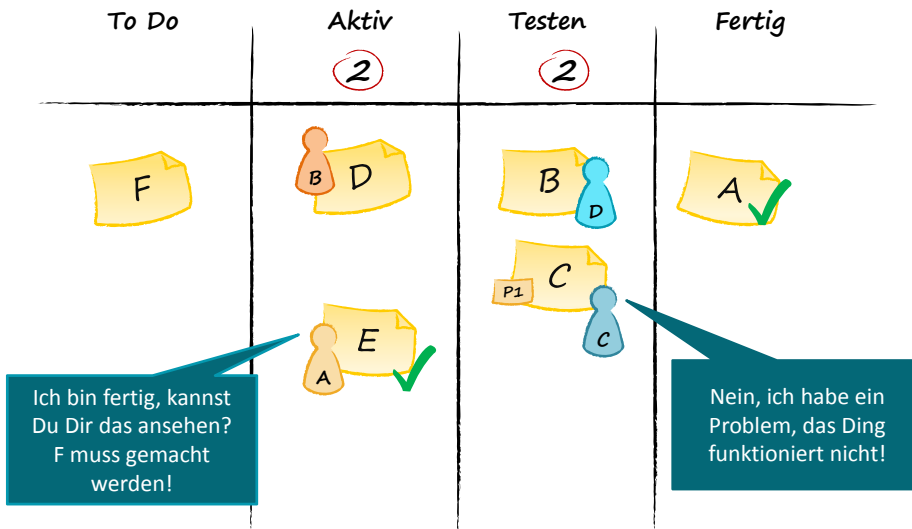 To Do
Aktiv
Testen
Fertig
2
2
F
B
D
B
D
A
P1
C
C
E
A
Ich bin fertig, kannst
Du Dir das ansehen?
F muss gemacht
werden!
Nein, ich habe ein
Problem, das Ding
funktioniert nicht!